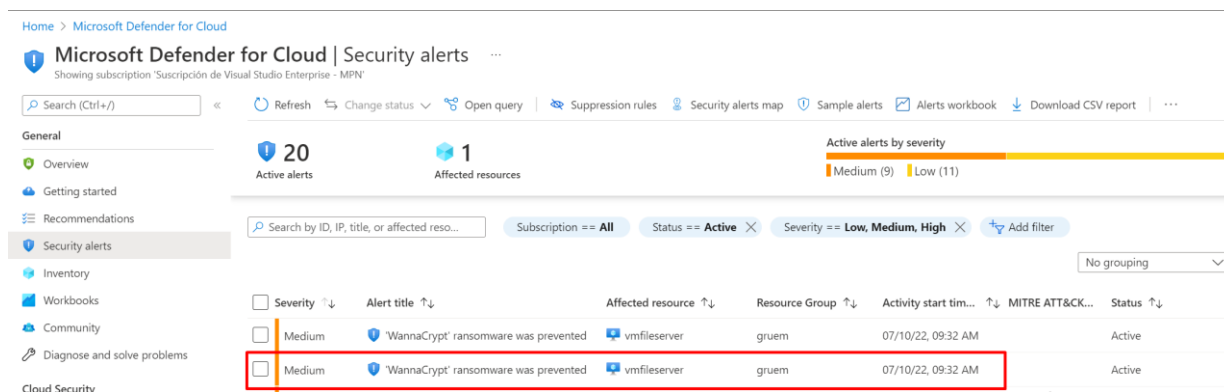 Home > Microsoft Defender for Cloud
Microsoft Defender for Cloud | Security alerts ...
Showing subscription 'Suscripción de Visual Studio Enterprise - MPN'
Search (Ctrl+/) «
Refresh Change status Open query Suppression rules Security alerts map Sample alerts Alerts workbook Download CSV report ...
General
Overview
Getting started
Recommendations
Security alerts
Inventory
Workbooks
Community
Diagnose and solve problems
Cloud Security
20
Active alerts
1
Affected resources
Active alerts by severity
Medium (9) Low (11)
Search by ID, IP, title, or affected reso... Subscription == All Status == Active Severity == Low, Medium, High Add filter
No grouping
Severity Alert title Affected resource Resource Group Activity start tim... MITRE ATT&CK... Status
Medium 'WannaCrypt' ransomware was prevented vmfileserver gruem 07/10/22, 09:32 AM Active
Medium 'WannaCrypt' ransomware was prevented vmfileserver gruem 07/10/22, 09:32 AM Active